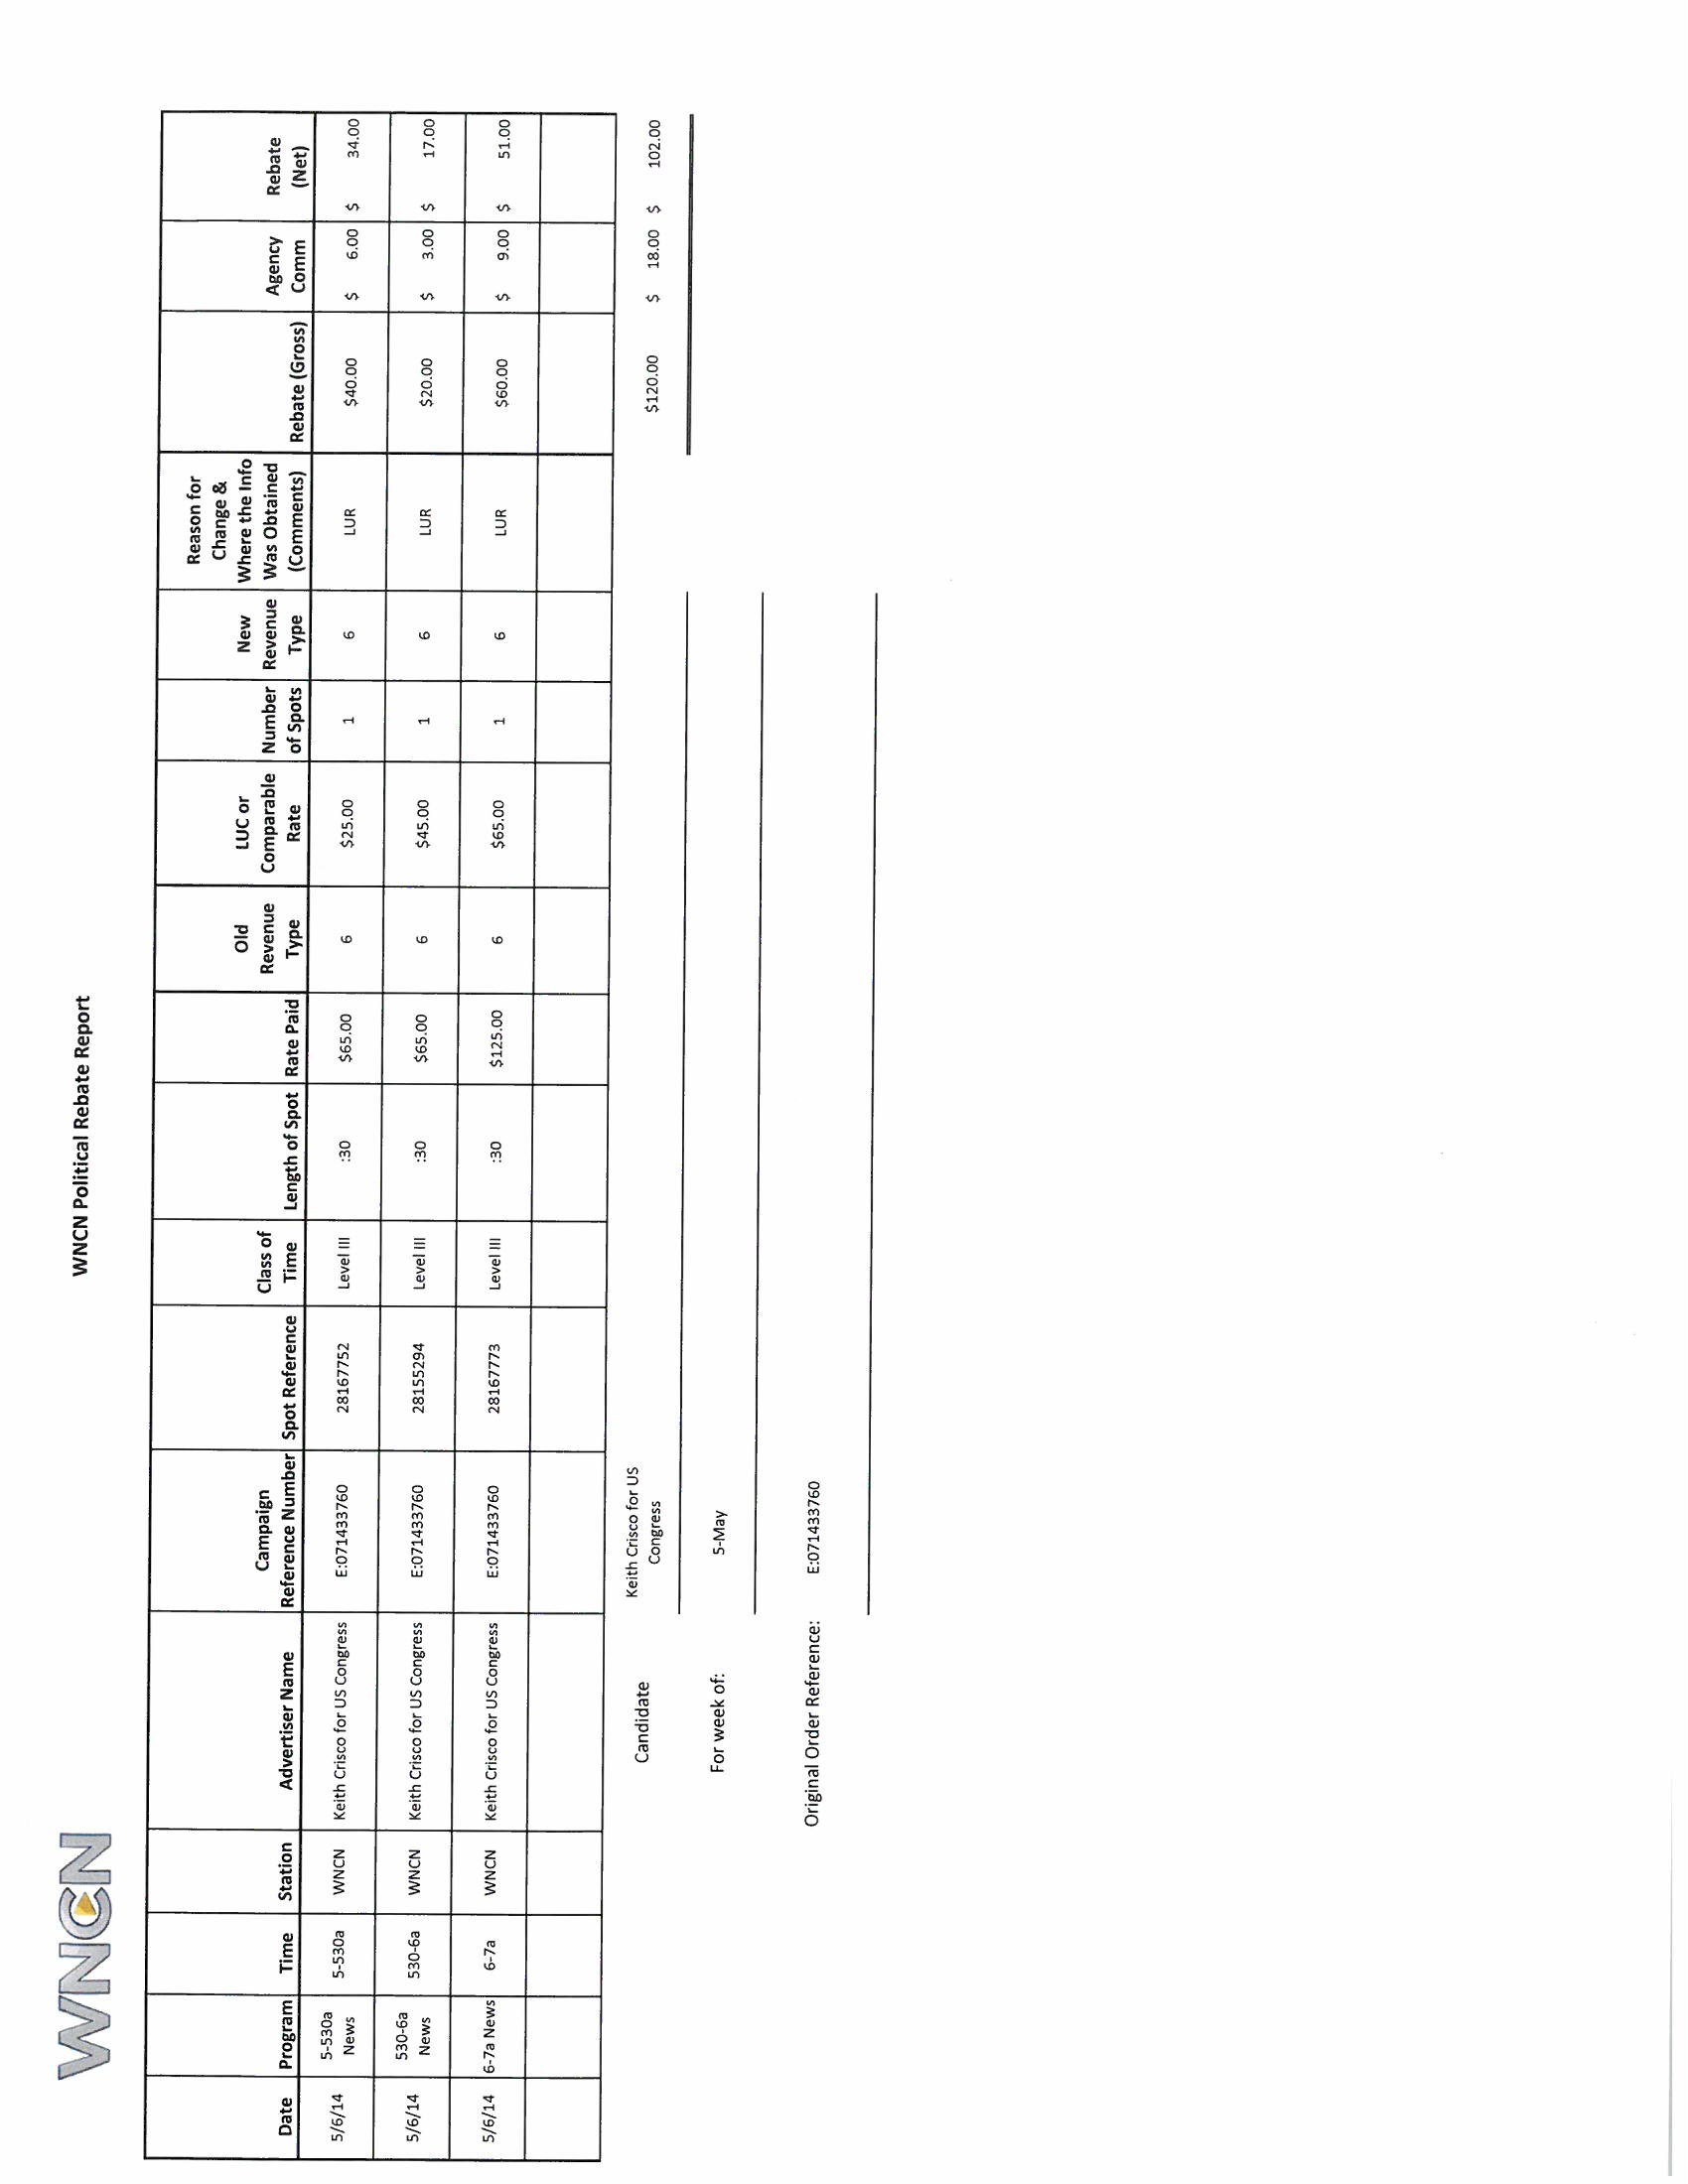 WNCN
WNCN Political Rebate Report
Date Program Time Station Advertiser Name Campaign Reference Number Spot Reference Class of Time Length of Spot Rate Paid Old Revenue Type LUC or Comparable Rate Number of Spots New Revenue Type Reason for Change & Where the Info Was Obtained (Comments) Rebate (Gross) Agency Comm Rebate (Net)
5/6/14 5-530a News 5-530a WNCN Keith Crisco for US Congress E:071433760 28167752 Level III :30 $65.00 6 $25.00 1 6 LUR $40.00 $ 6.00 $ 34.00
5/6/14 530-6a News 530-6a WNCN Keith Crisco for US Congress E:071433760 28155294 Level III :30 $65.00 6 $45.00 1 6 LUR $20.00 $ 3.00 $ 17.00
5/6/14 6-7a News 6-7a WNCN Keith Crisco for US Congress E:071433760 28167773 Level III :30 $125.00 6 $65.00 1 6 LUR $60.00 $ 9.00 $ 51.00
Candidate Keith Crisco for US Congress $120.00 $ 18.00 $ 102.00
For week of: 5-May
Original Order Reference: E:071433760